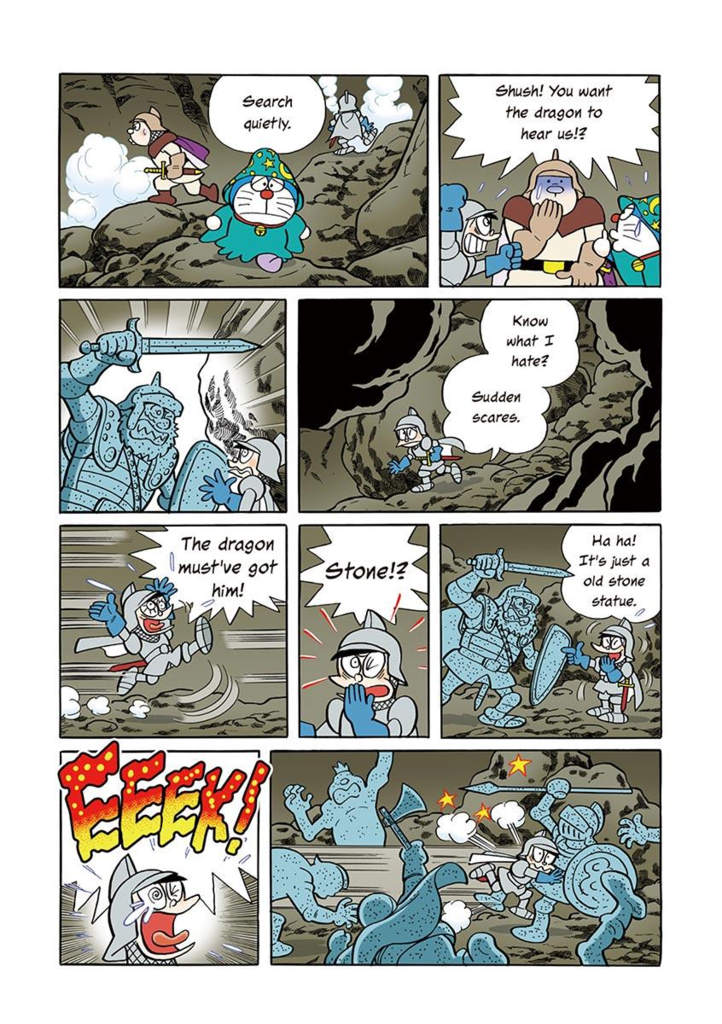 Search
quietly.
Shush! You want
the dragon to
hear us!?
Know
what I
hate?
Sudden
scares.
The dragon
must've got
him!
Stone!?
Ha ha!
It's just a
old stone
statue.
EEEK!